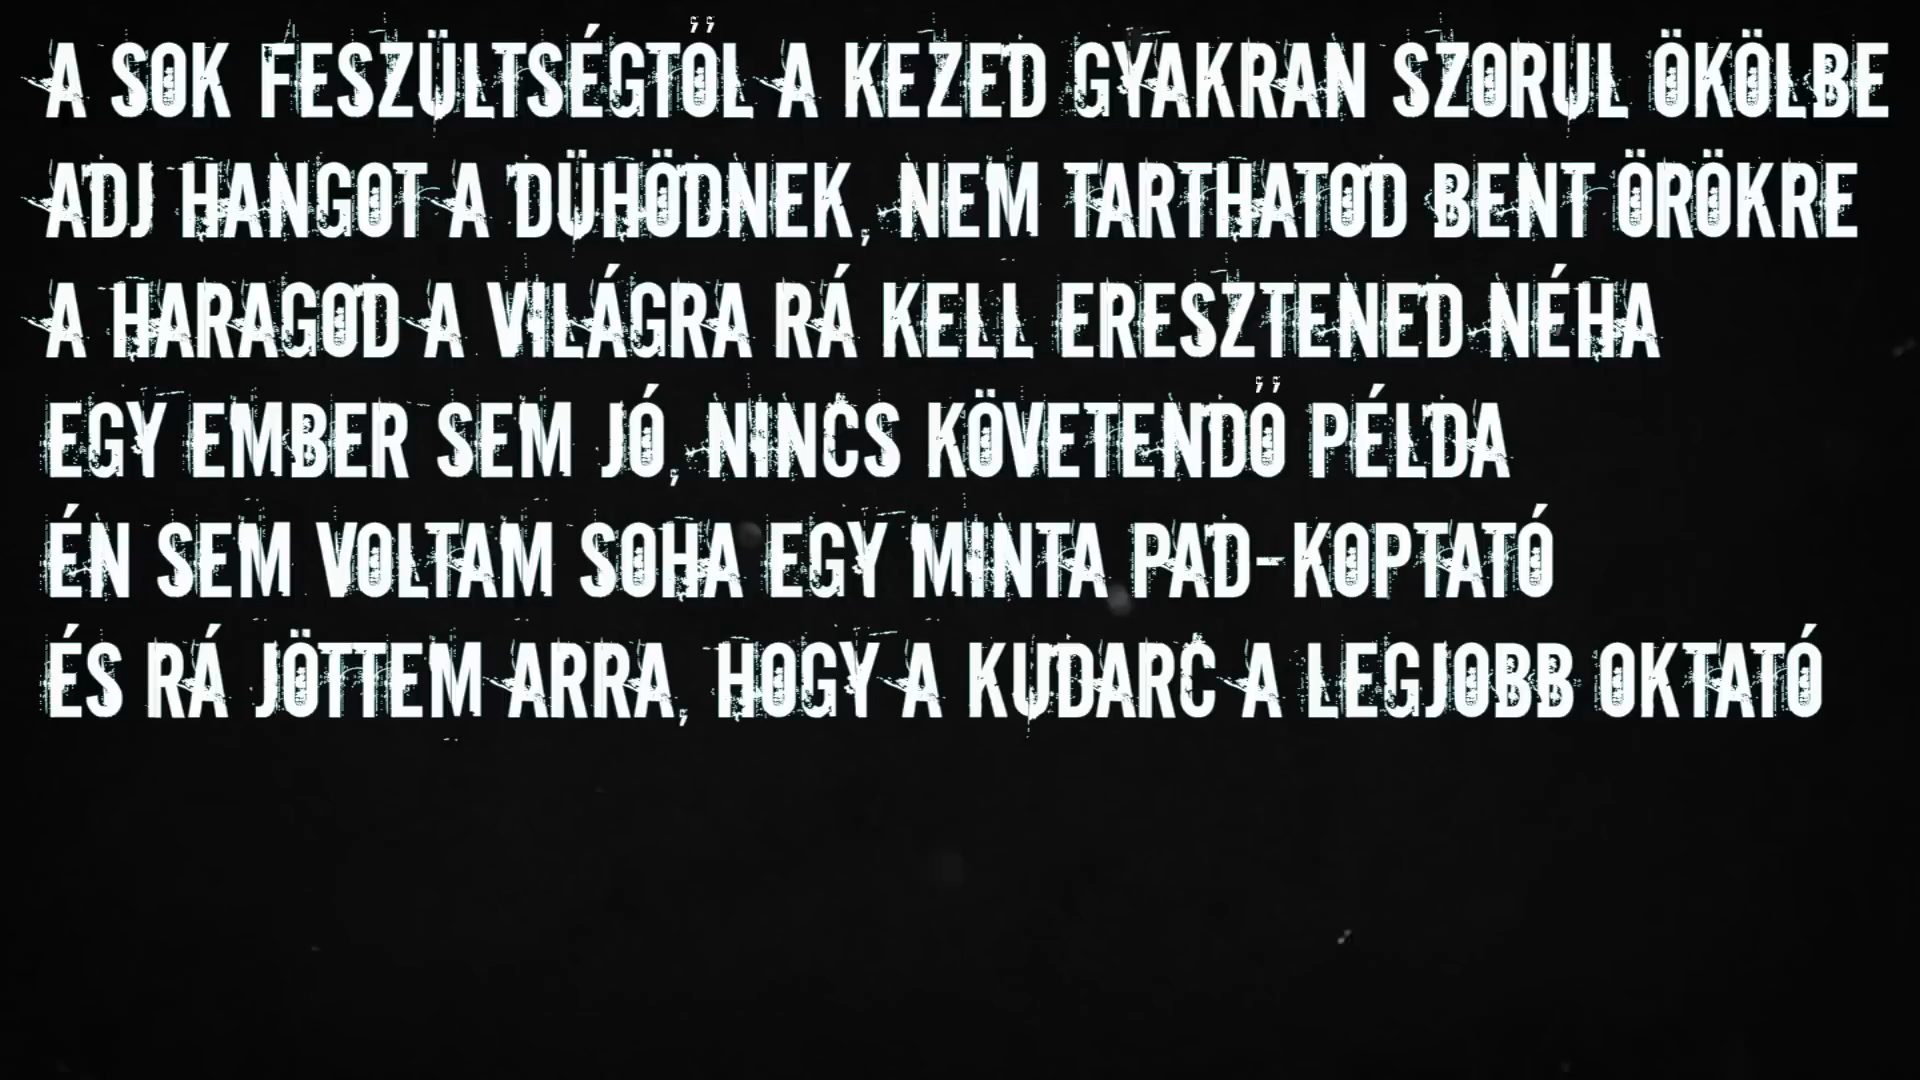 A SOK FESZÜLTSÉGTŐL A KEZED GYAKRAN SZORUL ÖKÖLBE
ADJ HANGOT A DÜHÖDNEK, NEM TARTHATOD BENT ÖRÖKRE
A HARAGOD A VILÁGRA RÁ KELL ERESZTENED NÉHA
EGY EMBER SEM JÓ, NINCS KÖVETENDŐ PÉLDA
ÉN SEM VOLTAM SOHA EGY MINTA PAD-KOPTATÓ
ÉS RÁ JÖTTEM ARRA, HOGY A KUDARC A LEGJOBB OKTATÓ